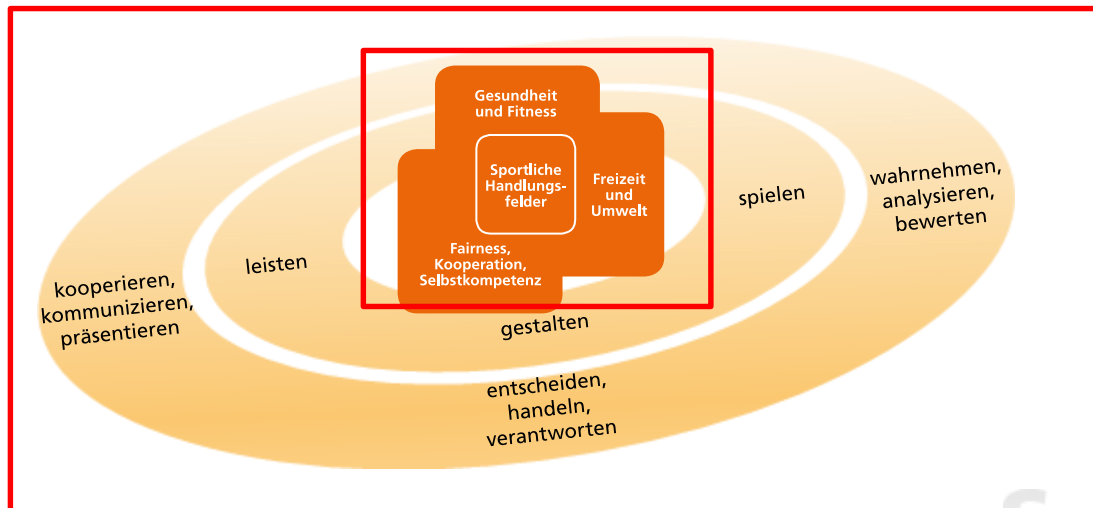 Gesundheit
und Fitness
Sportliche
Handlungs-
felder
Freizeit
und
Umwelt
Fairness,
Kooperation,
Selbstkompetenz
leisten
spielen
gestalten
wahrnehmen,
analysieren,
bewerten
kooperieren,
kommunizieren,
präsentieren
entscheiden,
handeln,
verantworten